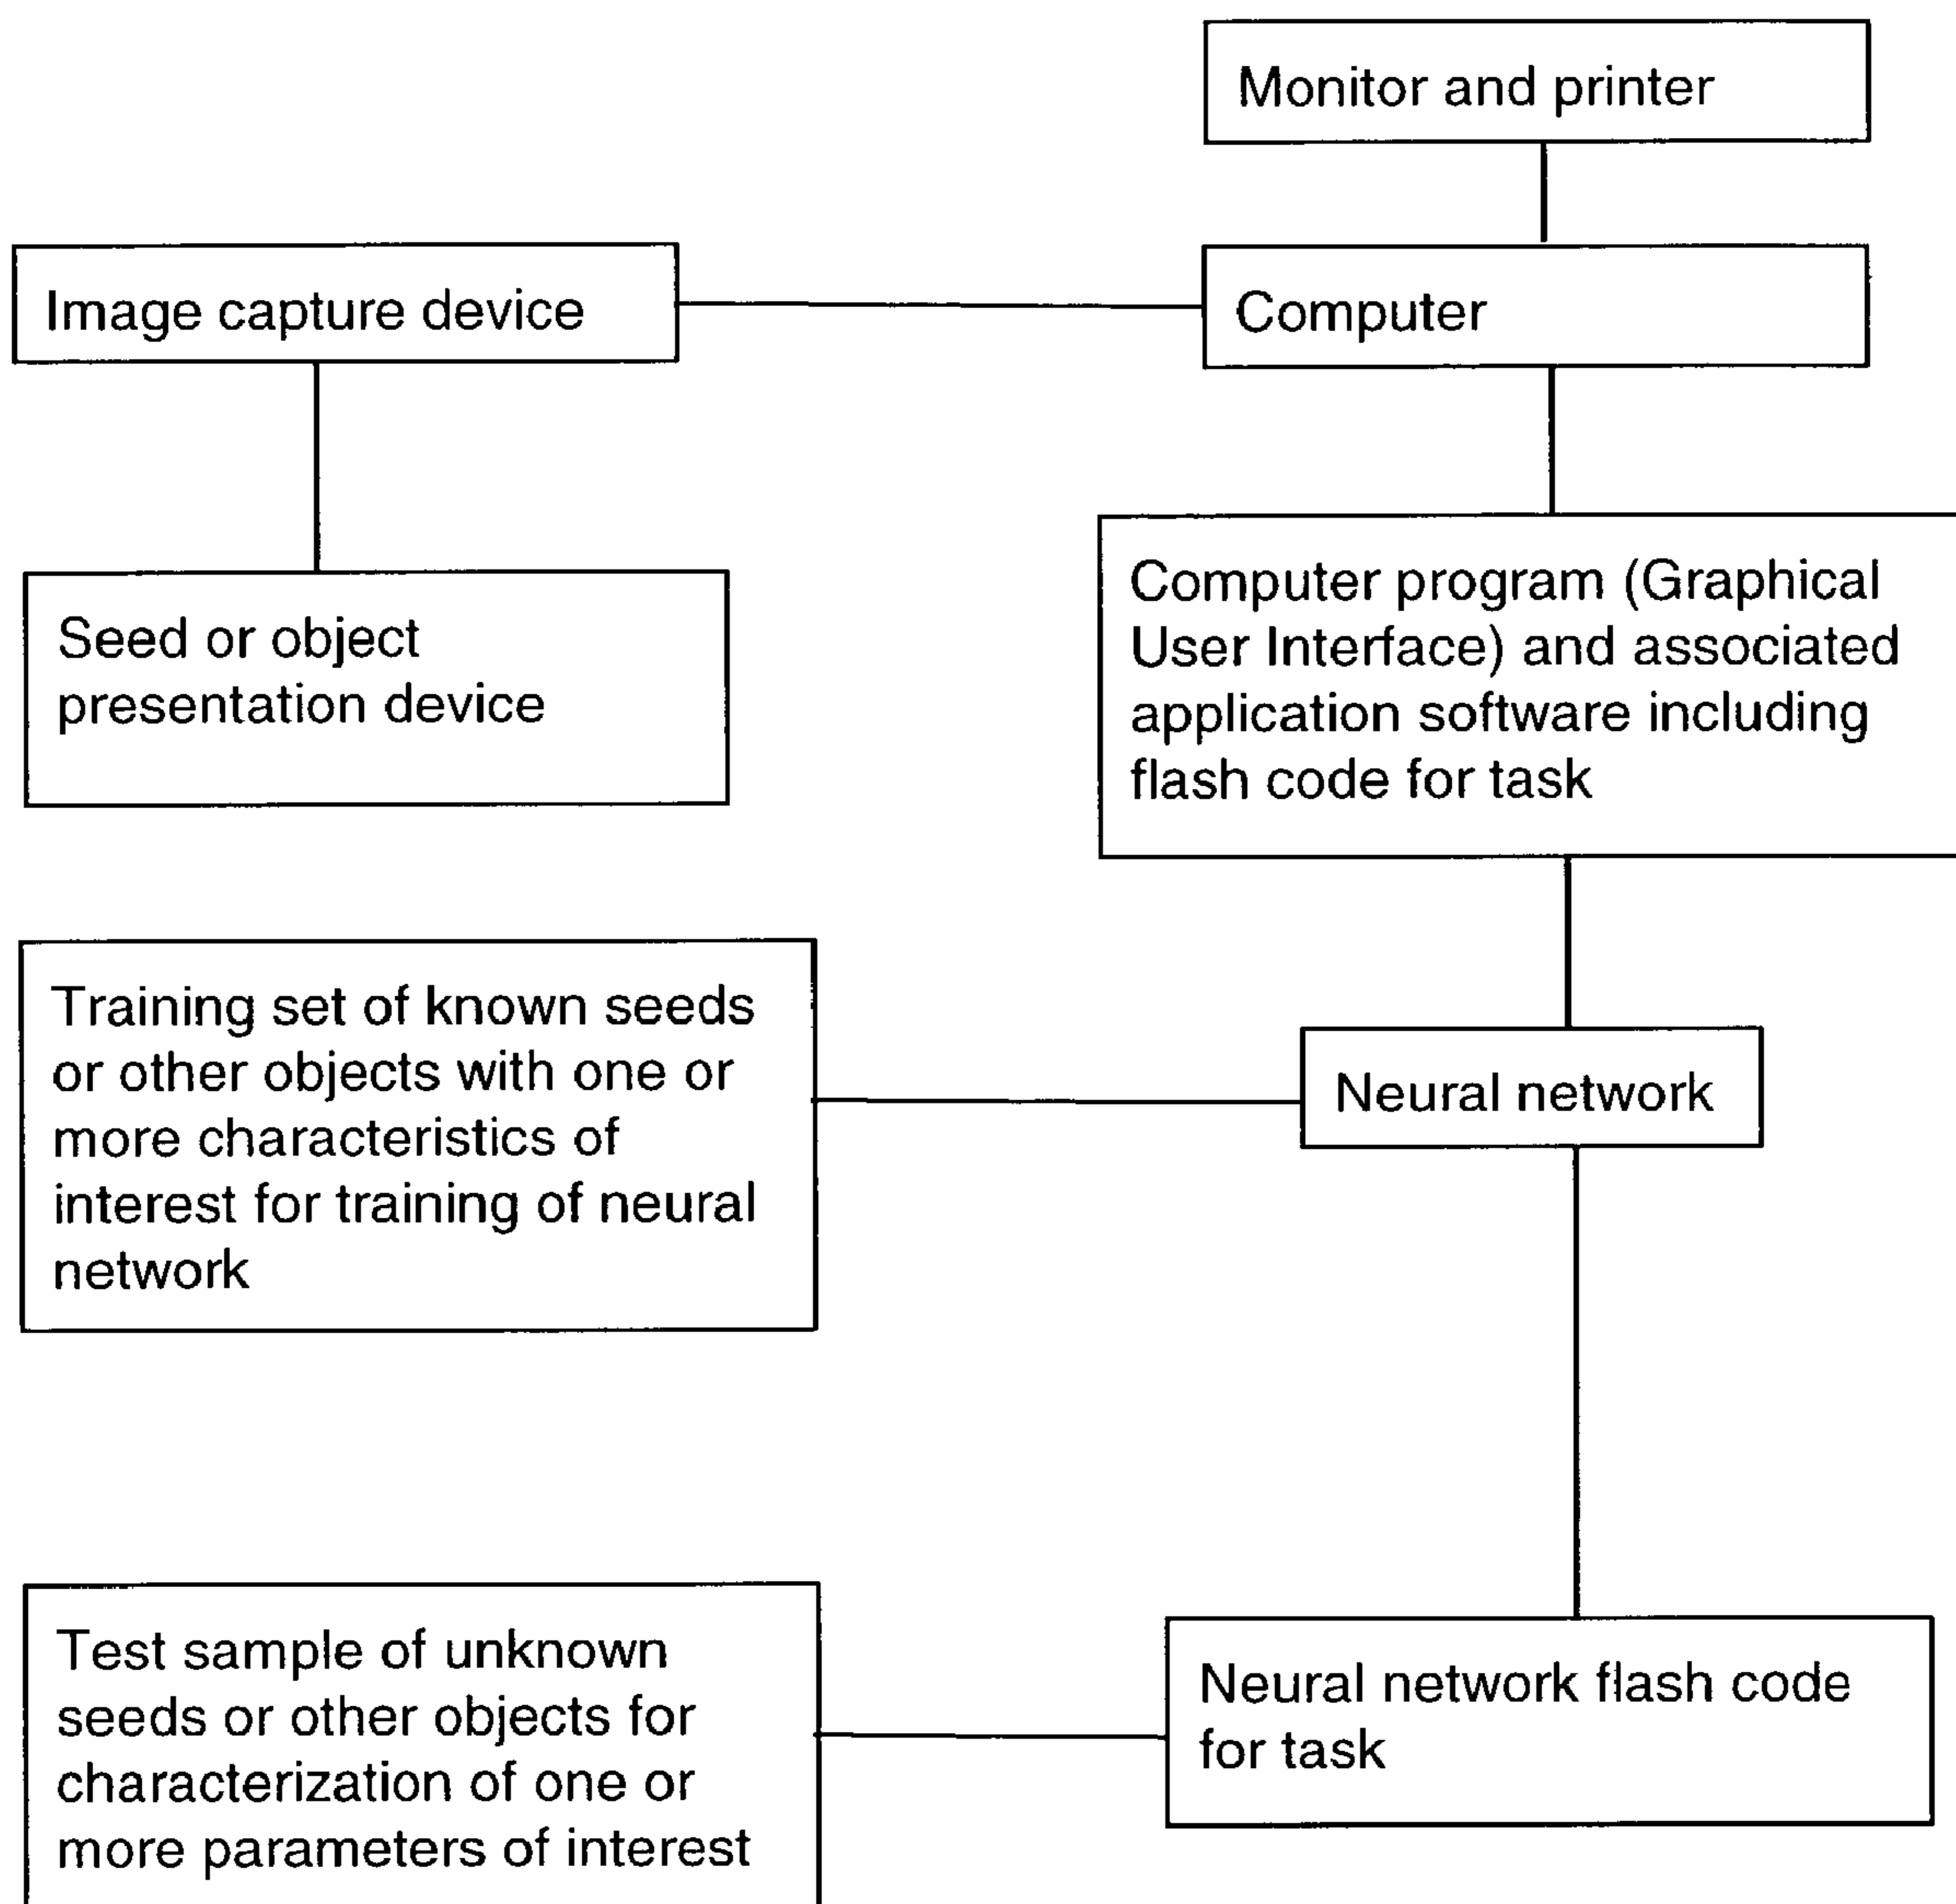 Monitor and printer
Image capture device
Computer
Seed or object
presentation device
Computer program (Graphical
User Interface) and associated
application software including
flash code for task
Training set of known seeds
or other objects with one or
more characteristics of
interest for training of neural
network
Neural network
Test sample of unknown
seeds or other objects for
characterization of one or
more parameters of interest
Neural network flash code
for task